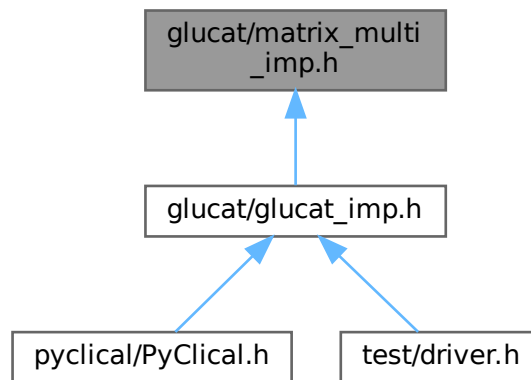 glucat/matrix_multi
_imp.h
glucat/glucat_imp.h
pyclical/PyClical.h
test/driver.h